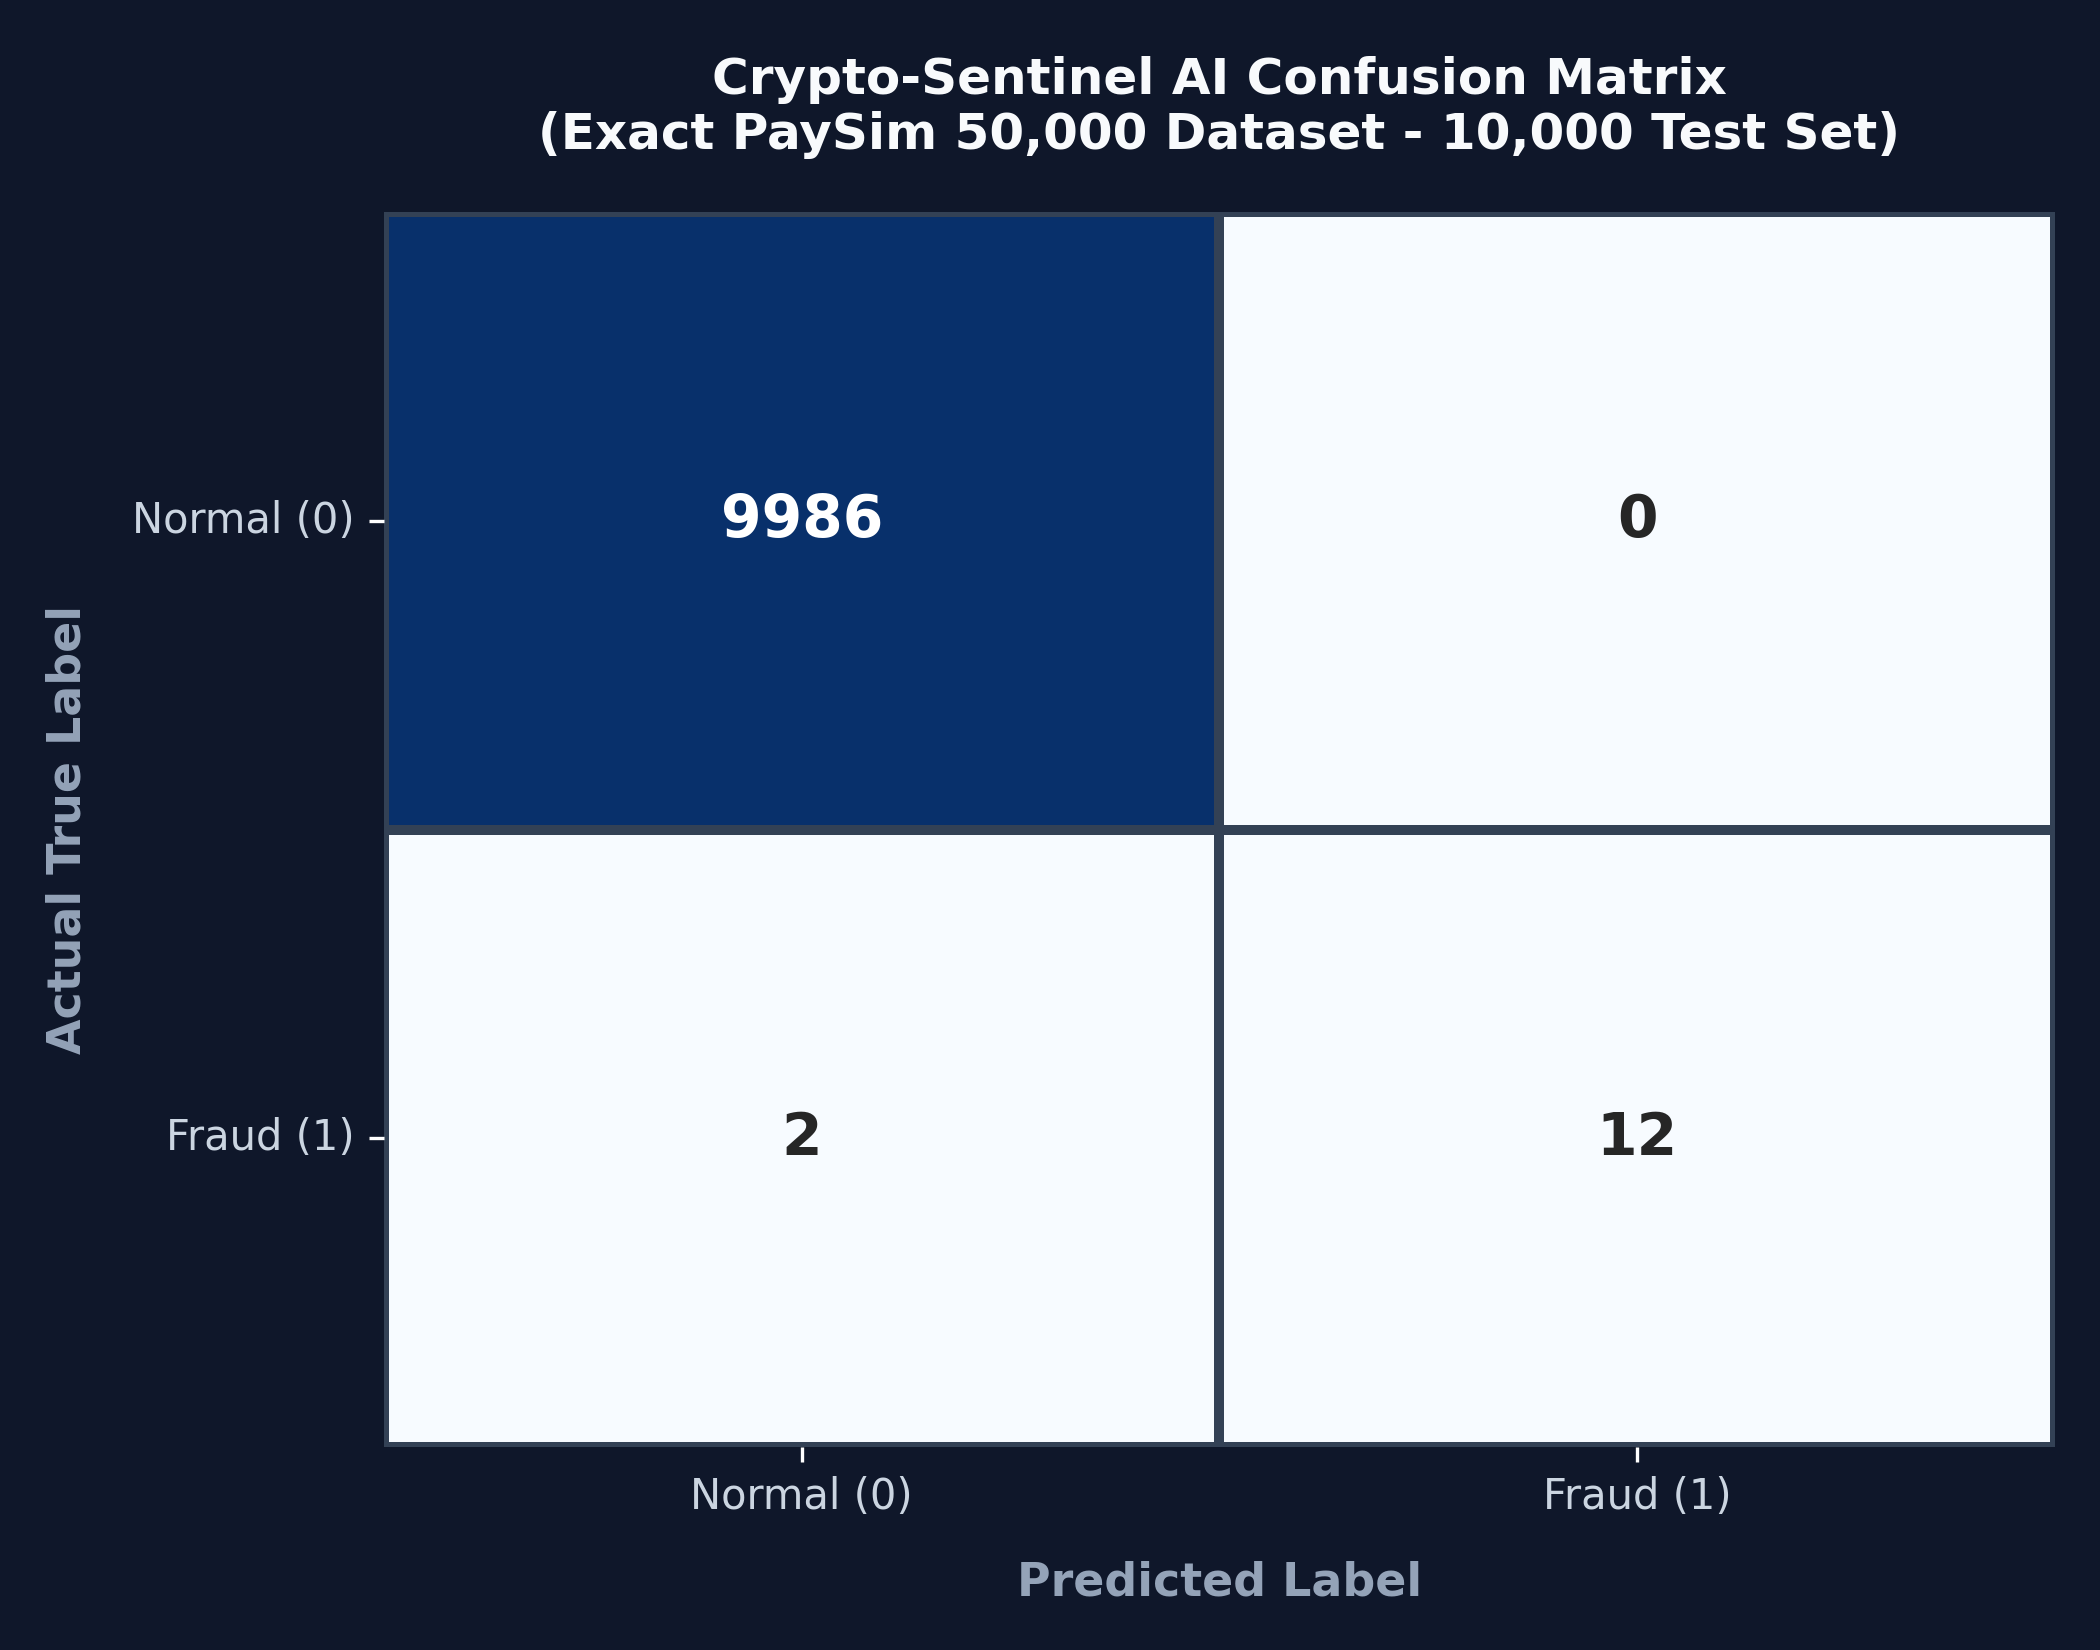 Crypto-Sentinel AI Confusion Matrix
(Exact PaySim 50,000 Dataset - 10,000 Test Set)
Actual True Label
Normal (0)
9986
0
Fraud (1)
2
12
Normal (0)
Fraud (1)
Predicted Label